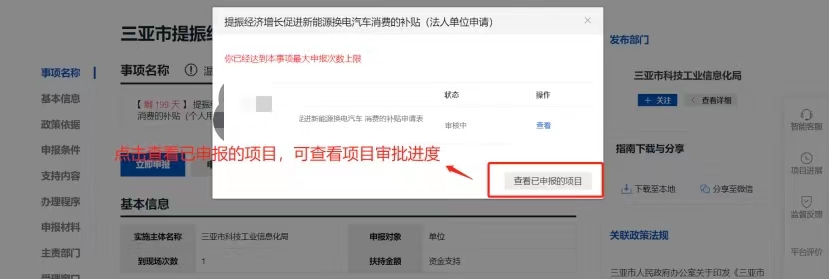 提振经济增长促进新能源换电汽车消费的补贴（法人单位申请）
你已经达到本事项最大申报次数上限
状态
操作
促进新能源换电汽车 消费的补贴申请表
审核中
查看
点击查看已申报的项目，可查看项目审批进度
查看已申报的项目
三亚市提振
事项名称
基本信息
政策依据
申报条件
支持内容
办理程序
申报材料
主责部门
事项名称
【 剩 199 天 】提振
消费的补贴（个人用
立即申报
基本信息
实施主体名称
三亚市科技工业信息化局
申报对象
单位
到现场次数
1
扶持金额
资金支持
发布部门
三亚市科技工业信息化局
＋ 关注
查看详细
指南下载与分享
下载至本地
分享至微信
关联政策法规
三亚市人民政府办公室关于印发《三亚市
智能客服
项目进展
监督反馈
平台评价